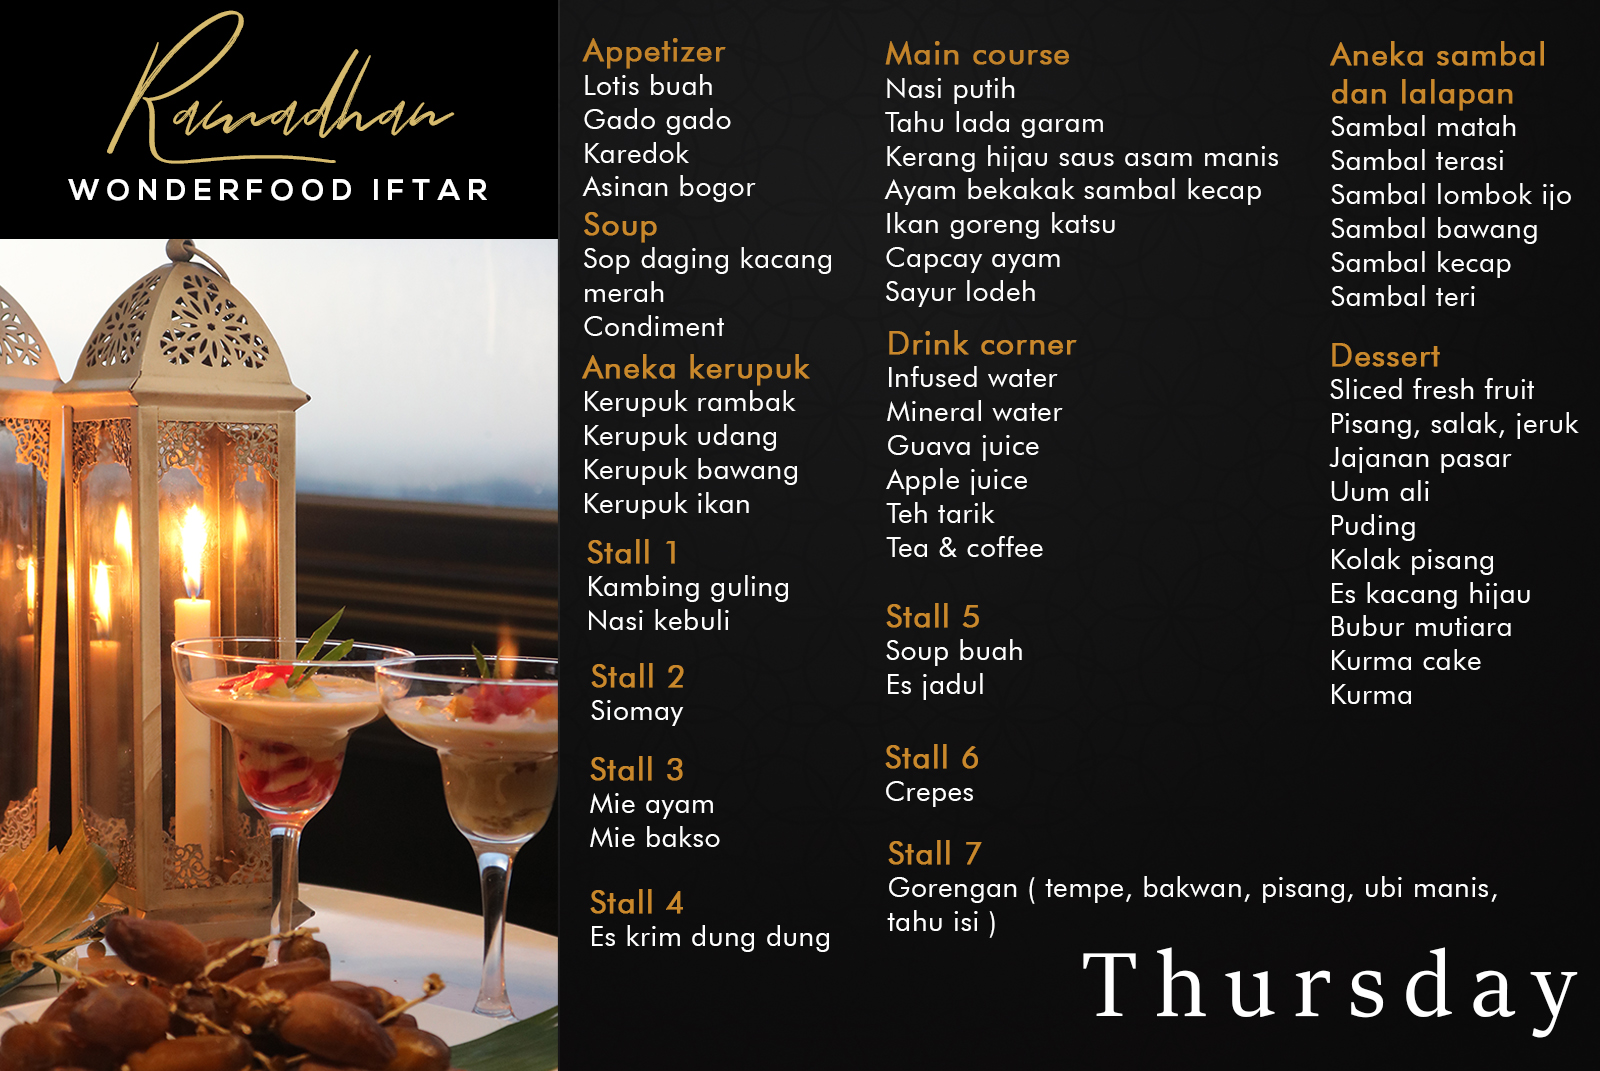 Ramadhan
WONDERFOOD IFTAR
Appetizer
Lotis buah
Gado gado
Karedok
Asinan bogor
Soup
Sop daging kacang
merah
Condiment
Aneka kerupuk
Kerupuk rambak
Kerupuk udang
Kerupuk bawang
Kerupuk ikan
Stall 1
Kambing guling
Nasi kebuli
Stall 2
Siomay
Stall 3
Mie ayam
Mie bakso
Stall 4
Es krim dung dung
Main course
Nasi putih
Tahu lada garam
Kerang hijau saus asam manis
Ayam bekakak sambal kecap
Ikan goreng katsu
Capcay ayam
Sayur lodeh
Drink corner
Infused water
Mineral water
Guava juice
Apple juice
Teh tarik
Tea & coffee
Stall 5
Soup buah
Es jadul
Stall 6
Crepes
Stall 7
Gorengan ( tempe, bakwan, pisang, ubi manis,
tahu isi )
Aneka sambal
dan lalapan
Sambal matah
Sambal terasi
Sambal lombok ijo
Sambal bawang
Sambal kecap
Sambal teri
Dessert
Sliced fresh fruit
Pisang, salak, jeruk
Jajanan pasar
Uum ali
Puding
Kolak pisang
Es kacang hijau
Bubur mutiara
Kurma cake
Kurma
Thursday